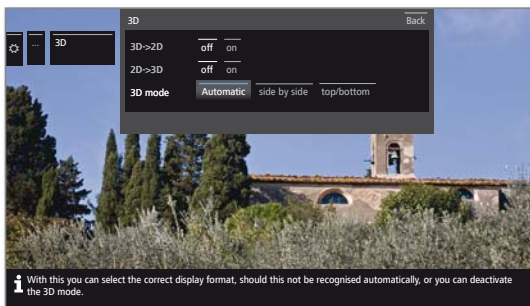 3D Back
... 3D
3D->2D off on
2D->3D off on
3D mode Automatic side by side top/bottom
i With this you can select the correct display format, should this not be recognised automatically, or you can deactivate
the 3D mode.